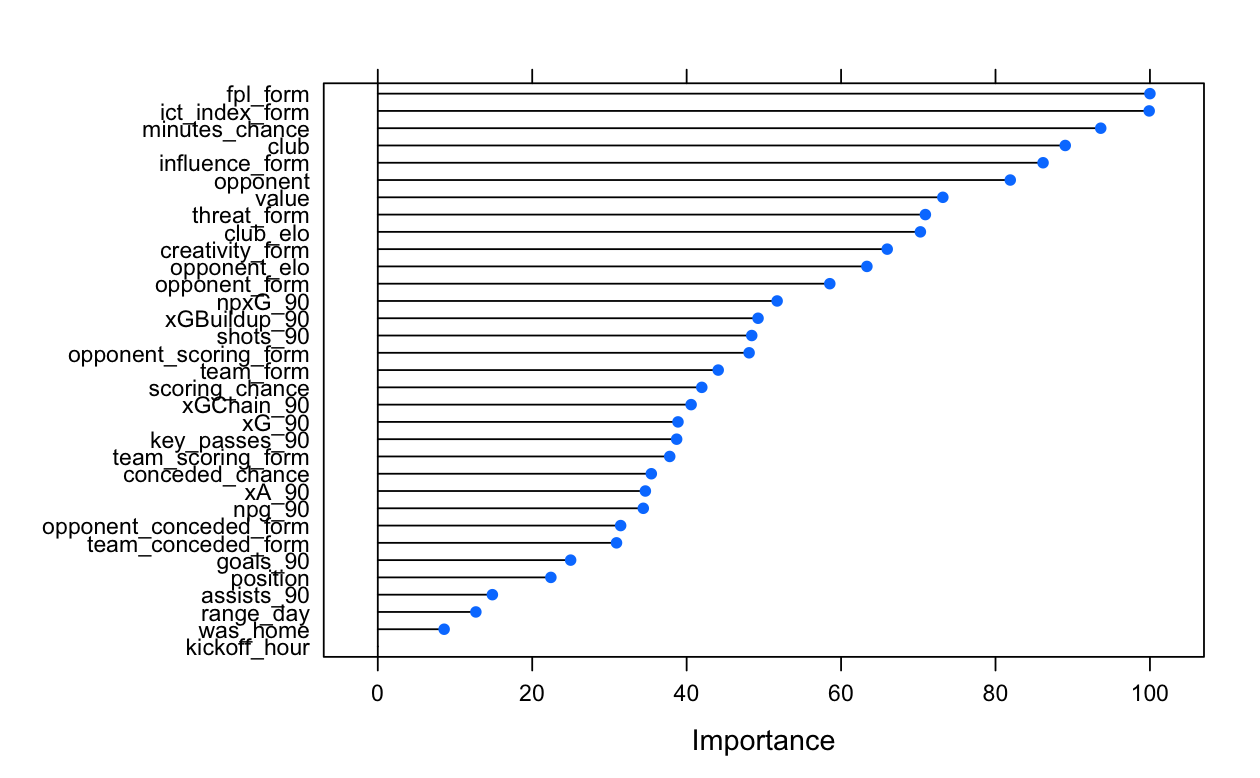 fpl_form
ict_index_form
minutes_chance
club
influence_form
opponent
value
threat_form
club_elo
creativity_form
opponent_elo
opponent_form
npxG_90
xGBuildup_90
shots_90
opponent_scoring_form
team_form
scoring_chance
xGChain_90
xG_90
key_passes_90
team_scoring_form
conceded_chance
xA_90
npg_90
opponent_conceded_form
team_conceded_form
goals_90
position
assists_90
range_day
was_home
kickoff_hour
0 20 40 60 80 100
Importance